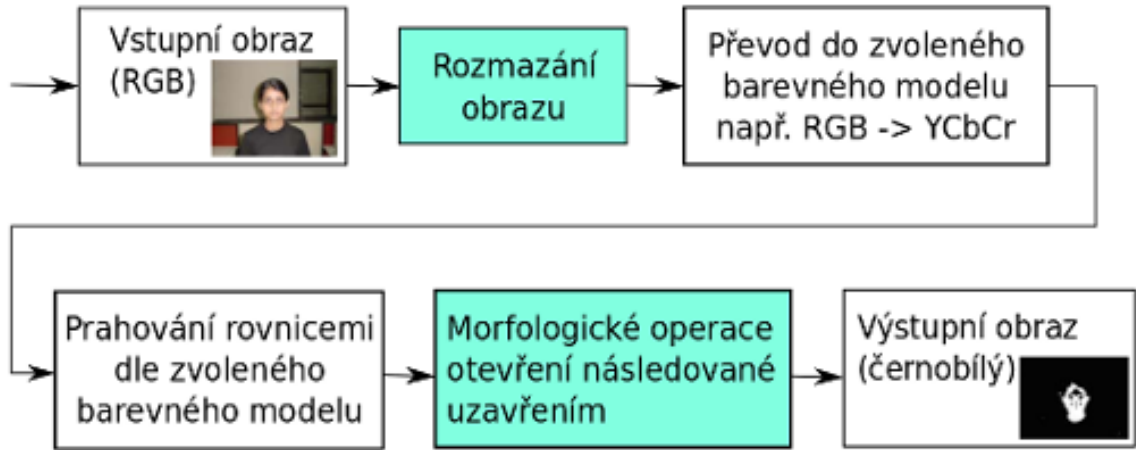 Vstupní obraz
(RGB)
Rozmazání
obrazu
Převod do zvoleného
barevného modelu
např. RGB -> YCbCr
Prahování rovnicemi
dle zvoleného
barevného modelu
Morfologické operace
otevření následované
uzavřením
Výstupní obraz
(černobílý)